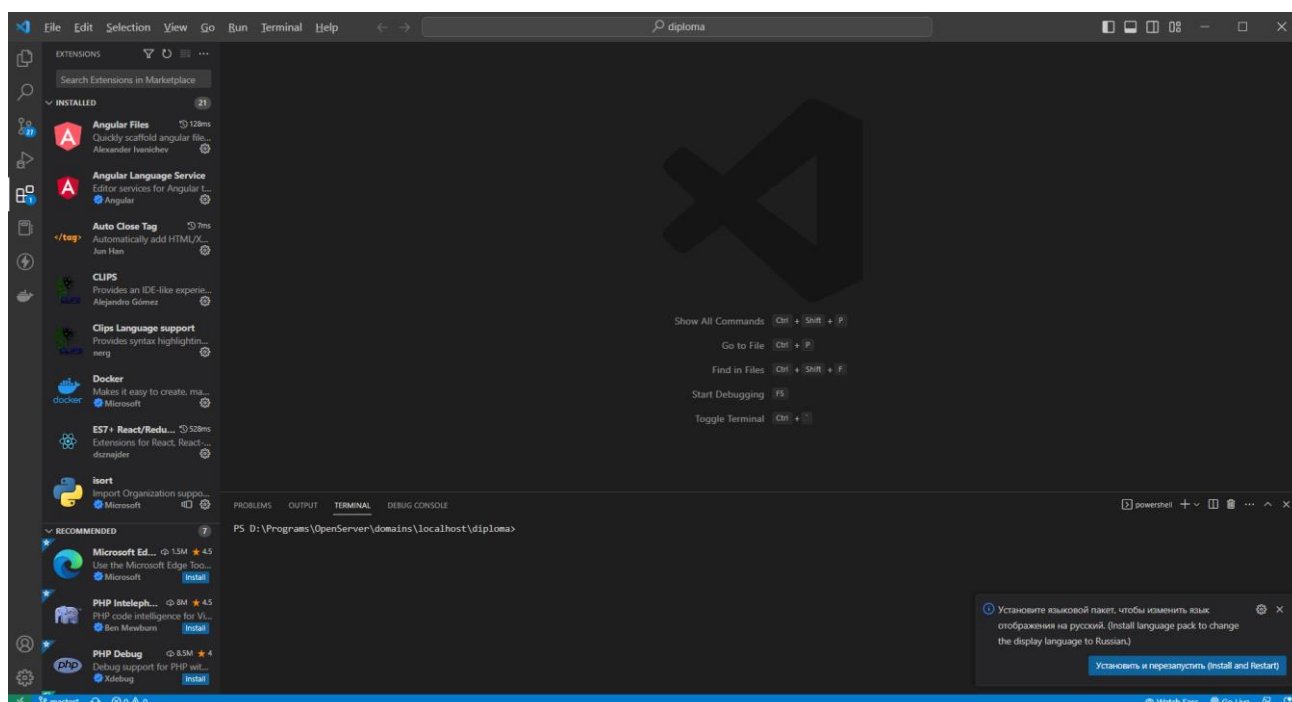 File Edit Selection View Go Run Terminal Help
diploma
EXTENSIONS
Search Extensions in Marketplace
INSTALLED 21
27
1
Angular Files 128ms
Quickly scaffold angular file...
Alexander Ivanichev
Angular Language Service
Editor services for Angular t...
Angular
</tag>
Auto Close Tag 7ms
Automatically add HTML/X...
Jun Han
CLIPS
Provides an IDE-like experie...
Alejandro Gómez
Clips Language support
Provides syntax highlightin...
nerg
docker
Docker
Makes it easy to create, ma...
Microsoft
ES7+ React/Redu... 528ms
Extensions for React, React-...
dsznajder
isort
Import Organization suppo...
Microsoft
RECOMMENDED 7
Microsoft Ed... 1.5M ★ 4.5
Use the Microsoft Edge Too...
Microsoft Install
PHP Inteleph... 8M ★ 4.5
PHP code intelligence for Vi...
Ben Mewburn Install
php
PHP Debug 8.5M ★ 4
Debug support for PHP wit...
Xdebug Install
Show All Commands Ctrl + Shift + P
Go to File Ctrl + P
Find in Files Ctrl + Shift + F
Start Debugging F5
Toggle Terminal Ctrl + `
PROBLEMS OUTPUT TERMINAL DEBUG CONSOLE
powershell
PS D:\Programs\OpenServer\domains\localhost\diploma>
Установите языковой пакет, чтобы изменить язык
отображения на русский. (Install language pack to change
the display language to Russian.)
Установить и перезапустить (Install and Restart)